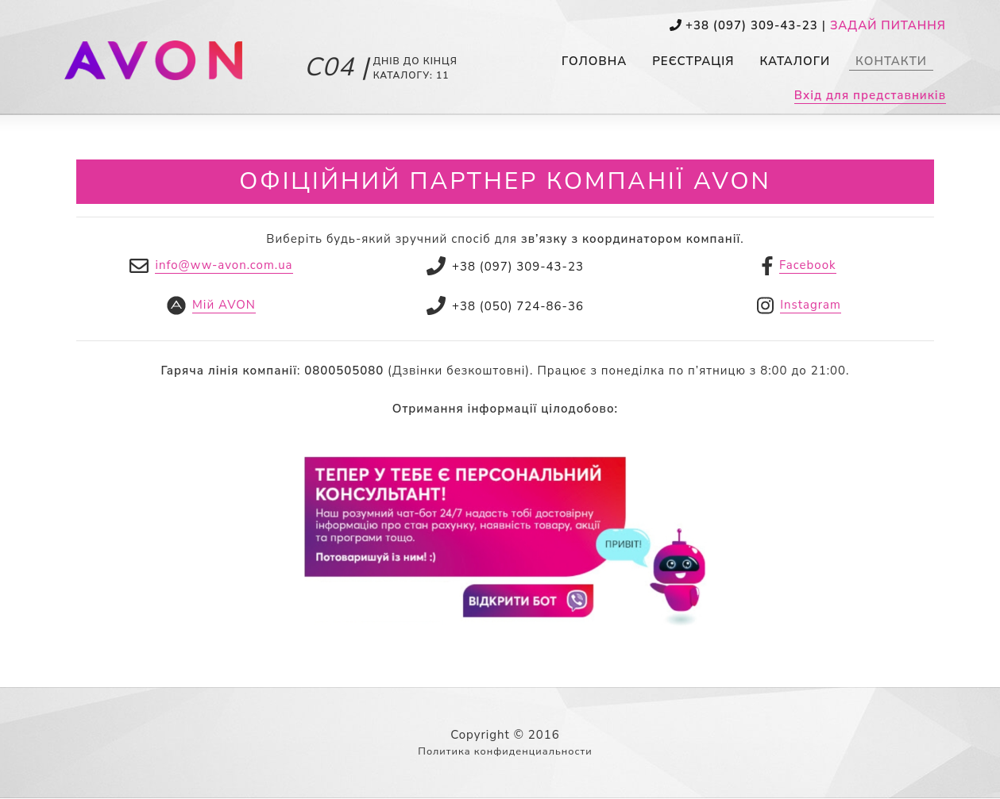 +38 (097) 309-43-23 | ЗАДАЙ ПИТАННЯ
AVON
C04 / ДНІВ ДО КІНЦЯ
КАТАЛОГУ: 11
ГОЛОВНА РЕЄСТРАЦІЯ КАТАЛОГИ КОНТАКТИ
Вхід для представників
ОФІЦІЙНИЙ ПАРТНЕР КОМПАНІЇ AVON
Виберіть будь-який зручний спосіб для зв’язку з координатором компанії.
info@ww-avon.com.ua +38 (097) 309-43-23 Facebook
Мій AVON +38 (050) 724-86-36 Instagram
Гаряча лінія компанії: 0800505080 (Дзвінки безкоштовні). Працює з понеділка по п’ятницю з 8:00 до 21:00.
Отримання інформації цілодобово:
ТЕПЕР У ТЕБЕ Є ПЕРСОНАЛЬНИЙ
КОНСУЛЬТАНТ!
Наш розумний чат-бот 24/7 надасть тобі достовірну
інформацію про стан рахунку, наявність товару, акції
та програми тощо.
Потоваришуй із ним! :)
ПРИВІТ!
ВІДКРИТИ БОТ
Copyright © 2016
Политика конфиденциальности